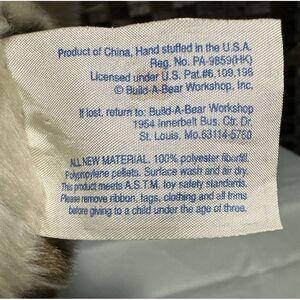 Product of China, Hand stuffed in the U.S.A.
Reg. No. PA-9859(HK)
Licensed under U.S. Pat.#6,109,196
© Build-A-Bear Workshop, Inc.
If lost, return to: Build-A-Bear Workshop
1954 Innerbelt Bus. Ctr. Dr.
St. Louis, Mo.63114-5760
ALL NEW MATERIAL. 100% polyester fiberfill,
Polypropylene pellets. Surface wash and air dry.
This product meets A.S.T.M. toy safety standards.
Please remove ribbon, tags, clothing and all trims
before giving to a child under the age of three.